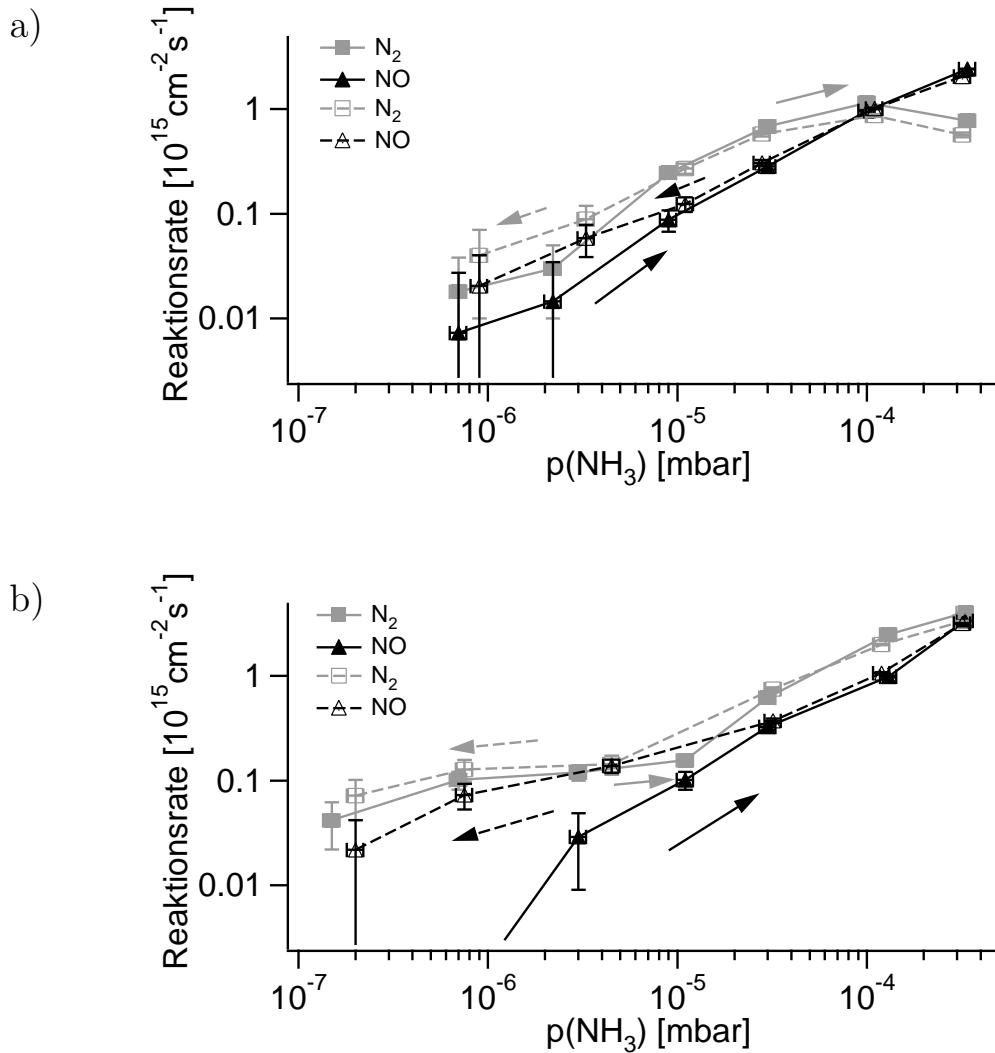 a)
Reaktionsrate [10^15 cm^-2 s^-1]
N₂
NO
N₂
NO
1
0.1
0.01
10^-7
10^-6
10^-5
10^-4
p(NH₃) [mbar]
b)
Reaktionsrate [10^15 cm^-2 s^-1]
N₂
NO
N₂
NO
1
0.1
0.01
10^-7
10^-6
10^-5
10^-4
p(NH₃) [mbar]